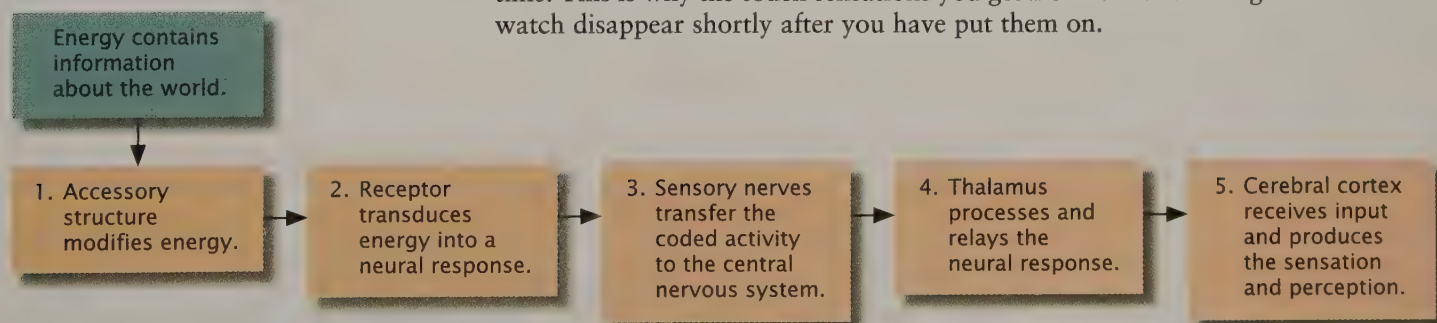 watch disappear shortly after you have put them on.
Energy contains
information
about the world.
1. Accessory
structure
modifies energy.
2. Receptor
transduces
energy into a
neural response.
3. Sensory nerves
transfer the
coded activity
to the central
nervous system.
4. Thalamus
processes and
relays the
neural response.
5. Cerebral cortex
receives input
and produces
the sensation
and perception.